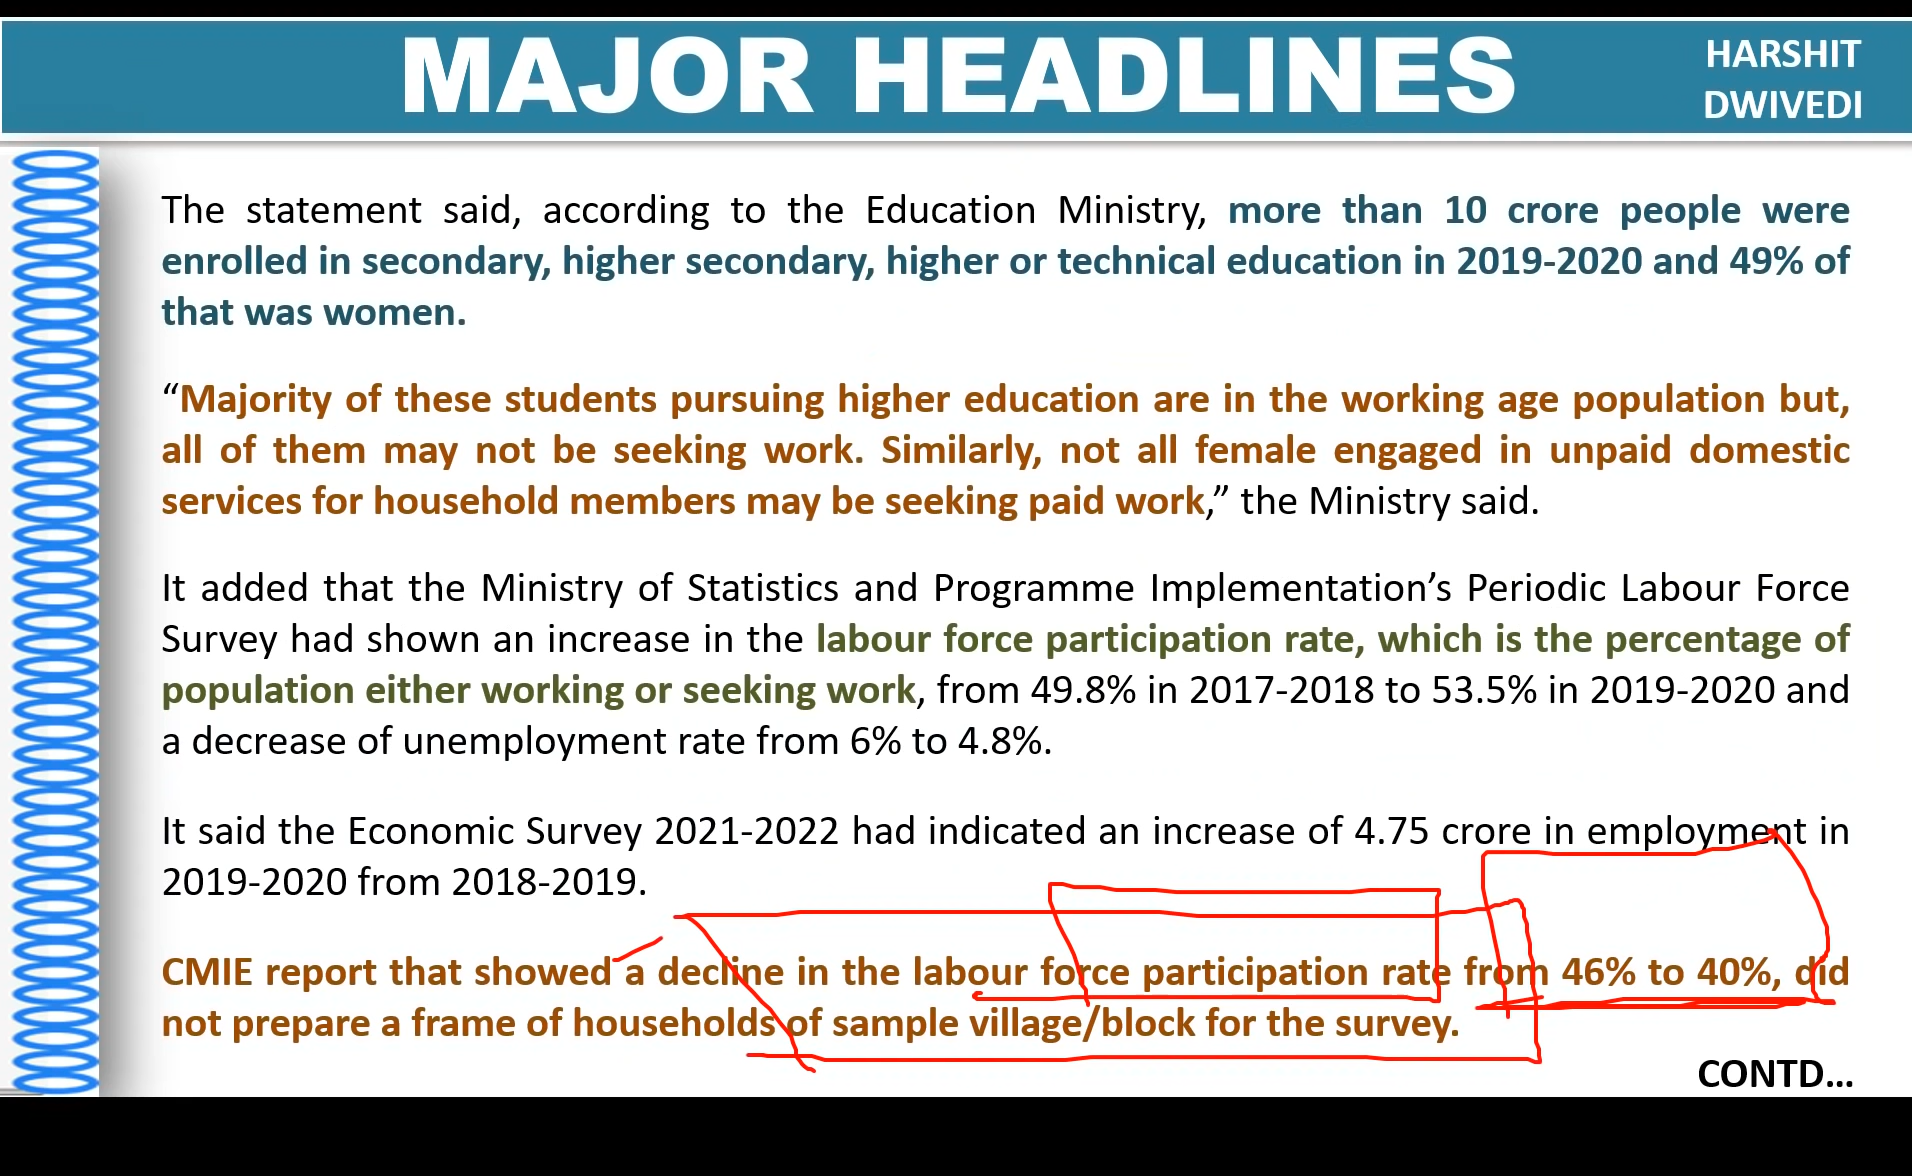 MAJOR HEADLINES
HARSHIT
DWIVEDI
The statement said, according to the Education Ministry, more than 10 crore people were
enrolled in secondary, higher secondary, higher or technical education in 2019-2020 and 49% of
that was women.
“Majority of these students pursuing higher education are in the working age population but,
all of them may not be seeking work. Similarly, not all female engaged in unpaid domestic
services for household members may be seeking paid work,” the Ministry said.
It added that the Ministry of Statistics and Programme Implementation’s Periodic Labour Force
Survey had shown an increase in the labour force participation rate, which is the percentage of
population either working or seeking work, from 49.8% in 2017-2018 to 53.5% in 2019-2020 and
a decrease of unemployment rate from 6% to 4.8%.
It said the Economic Survey 2021-2022 had indicated an increase of 4.75 crore in employment in
2019-2020 from 2018-2019.
CMIE report that showed a decline in the labour force participation rate from 46% to 40%, did
not prepare a frame of households of sample village/block for the survey.
CONTD...